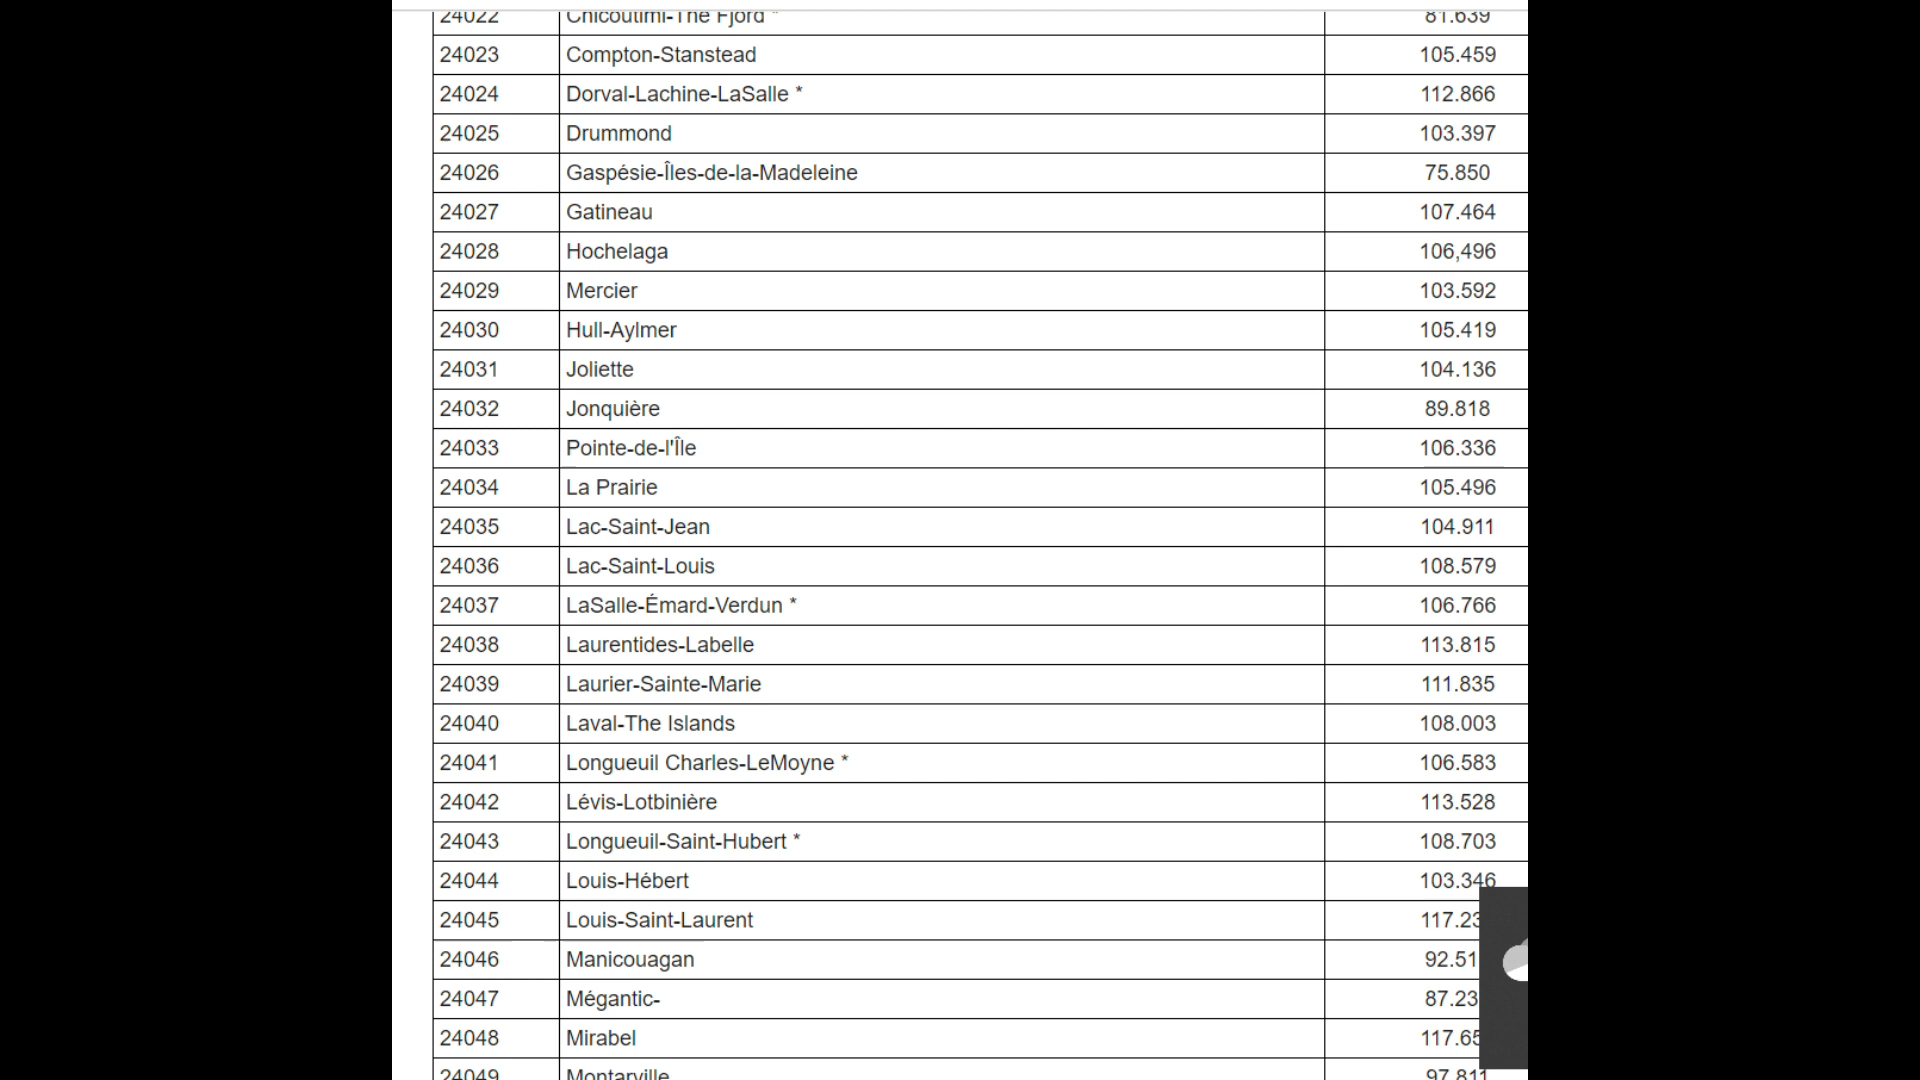 24022 Chicoutimi-The Fjord * 81.639
24023 Compton-Stanstead 105.459
24024 Dorval-Lachine-LaSalle * 112.866
24025 Drummond 103.397
24026 Gaspésie-Îles-de-la-Madeleine 75.850
24027 Gatineau 107.464
24028 Hochelaga 106,496
24029 Mercier 103.592
24030 Hull-Aylmer 105.419
24031 Joliette 104.136
24032 Jonquière 89.818
24033 Pointe-de-l'Île 106.336
24034 La Prairie 105.496
24035 Lac-Saint-Jean 104.911
24036 Lac-Saint-Louis 108.579
24037 LaSalle-Émard-Verdun * 106.766
24038 Laurentides-Labelle 113.815
24039 Laurier-Sainte-Marie 111.835
24040 Laval-The Islands 108.003
24041 Longueuil Charles-LeMoyne * 106.583
24042 Lévis-Lotbinière 113.528
24043 Longueuil-Saint-Hubert * 108.703
24044 Louis-Hébert 103.346
24045 Louis-Saint-Laurent 117.23
24046 Manicouagan 92.51
24047 Mégantic- 87.23
24048 Mirabel 117.65
24049 Montarville 97.811